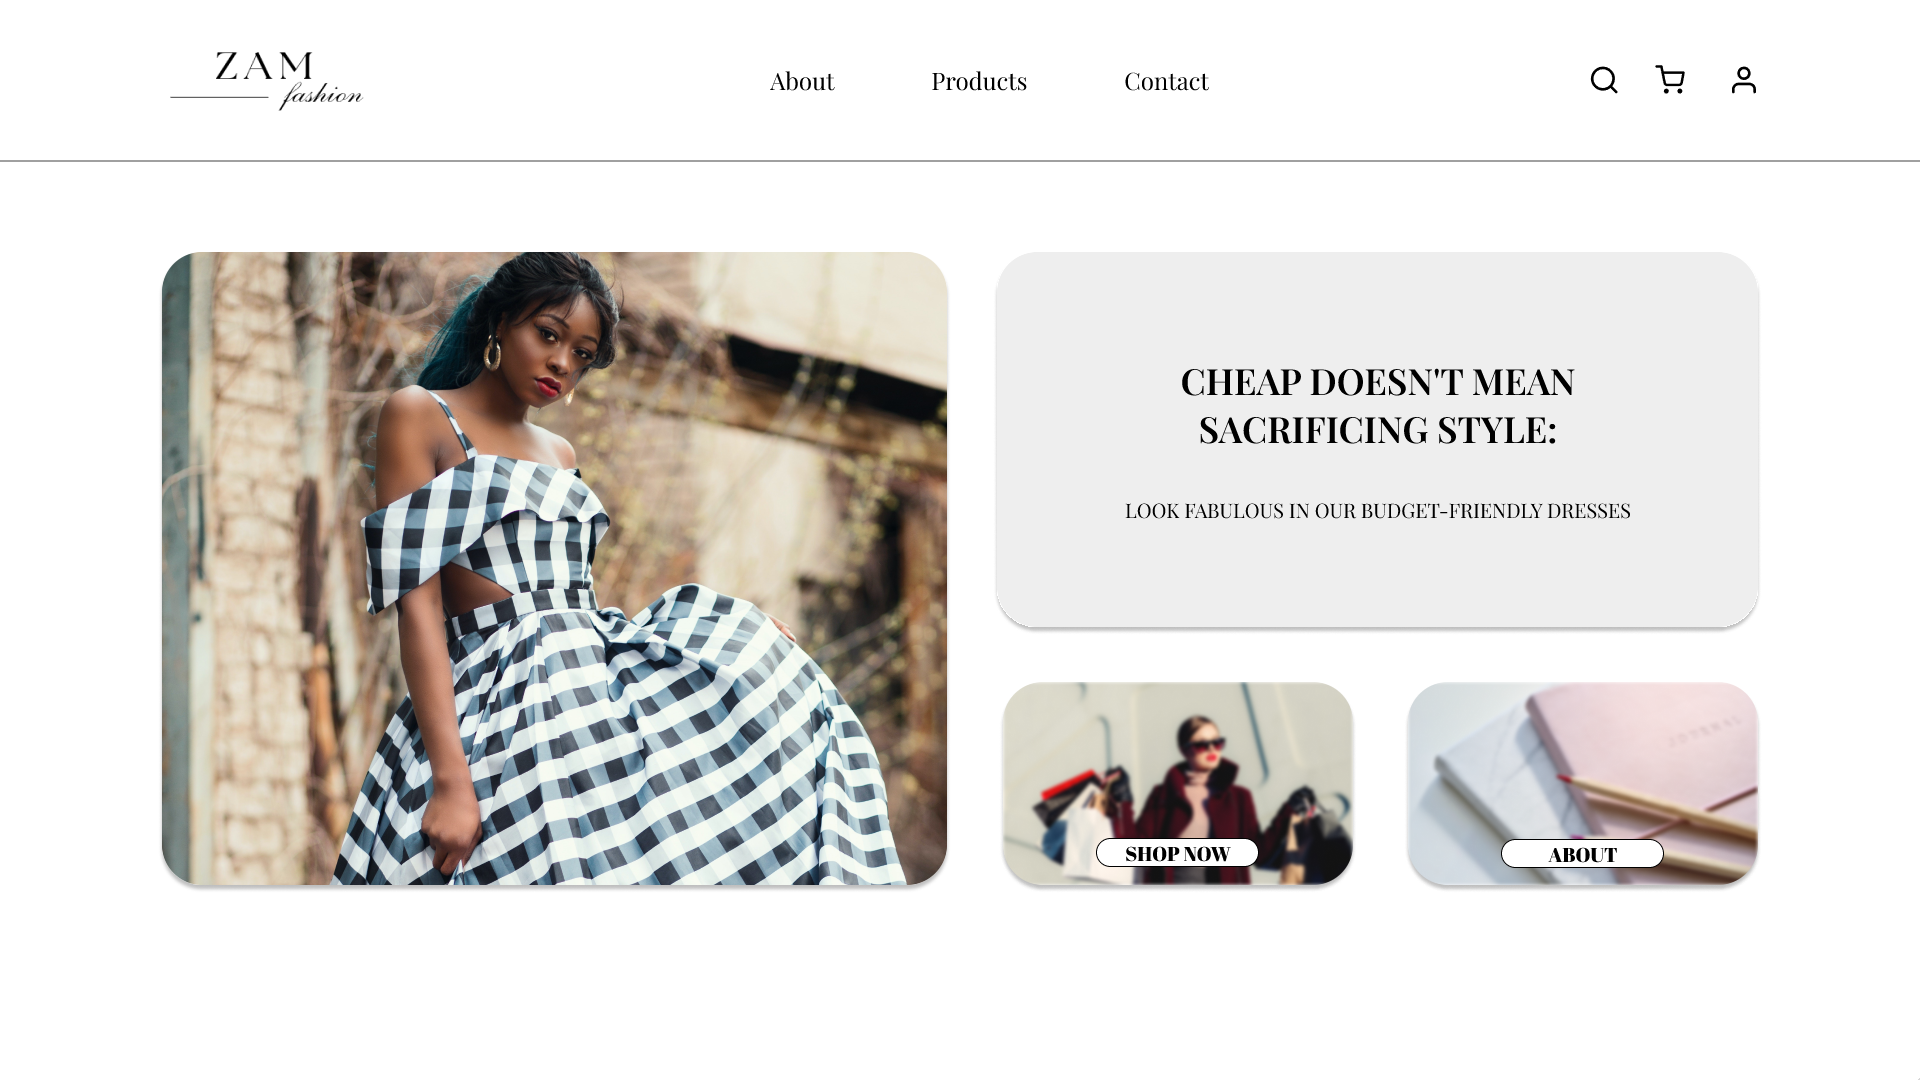 ZAM
fashion
About
Products
Contact
CHEAP DOESN'T MEAN
SACRIFICING STYLE:
LOOK FABULOUS IN OUR BUDGET-FRIENDLY DRESSES
JOURNAL
SHOP NOW
ABOUT